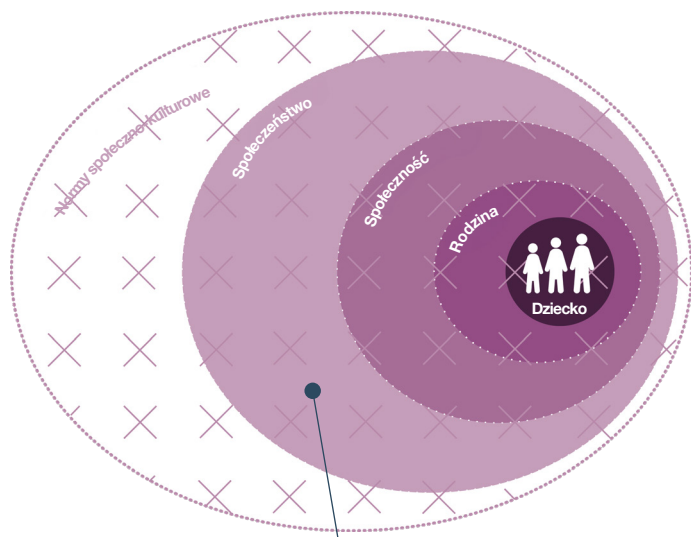 Normy społeczno-kulturowe
Społeczeństwo
Społeczność
Rodzina
Dziecko